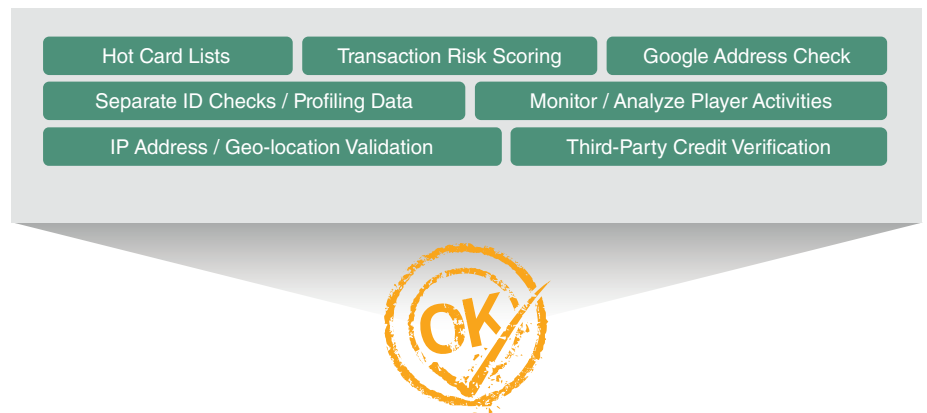 Hot Card Lists Transaction Risk Scoring Google Address Check
Separate ID Checks / Profiling Data Monitor / Analyze Player Activities
IP Address / Geo-location Validation Third-Party Credit Verification
OK